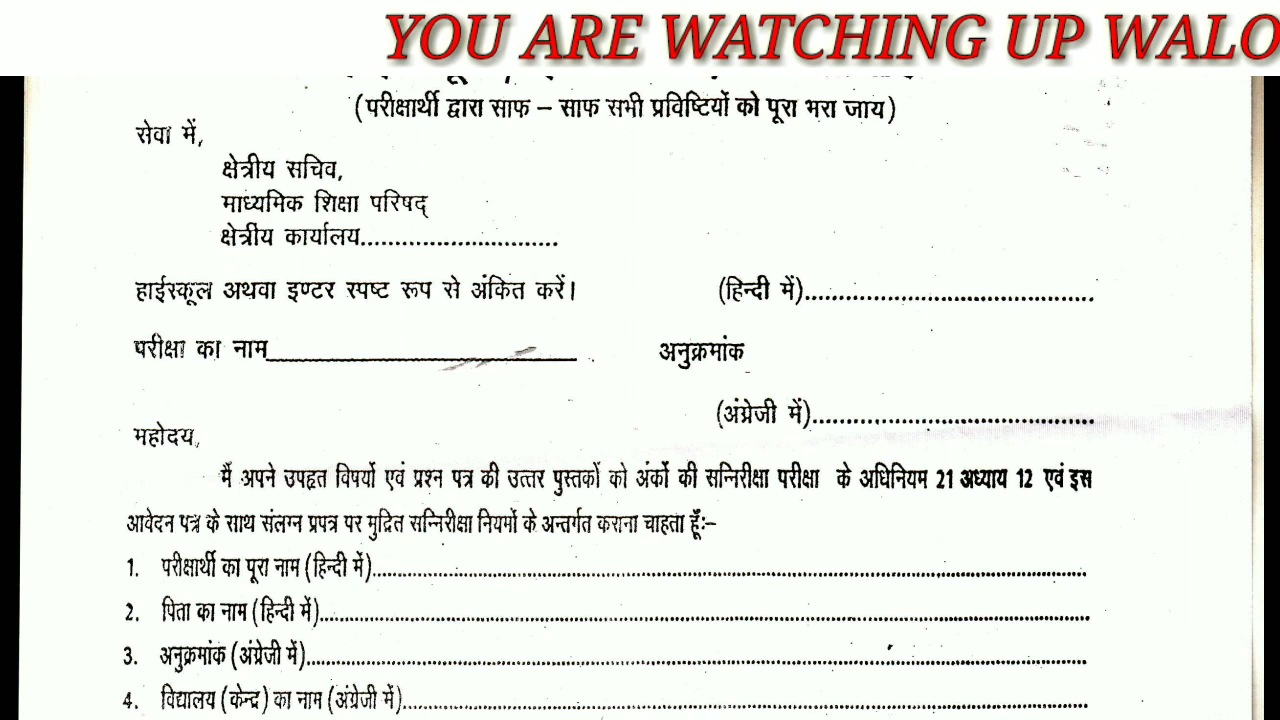 YOU ARE WATCHING UP WALO
(परीक्षार्थी द्वारा साफ – साफ सभी प्रविष्टियों को पूरा भरा जाय)
सेवा में,
क्षेत्रीय सचिव,
माध्यमिक शिक्षा परिषद्
क्षेत्रीय कार्यालय..............................
हाईस्कूल अथवा इण्टर स्पष्ट रूप से अंकित करें। (हिन्दी में)..............................
परीक्षा का नाम______________ अनुक्रमांक
(अंग्रेजी में)..............................
महोदय,
मैं अपने उपहृत विषयों एवं प्रश्न पत्र की उत्तर पुस्तकों को अंकों की सन्निरीक्षा परीक्षा के अधिनियम 21 अध्याय 12 एवं इस
आवेदन पत्र के साथ संलग्न प्रपत्र पर मुद्रित सन्निरीक्षा नियमों के अन्तर्गत कराना चाहता हूँ:–
1. परीक्षार्थी का पूरा नाम (हिन्दी में)..............................
2. पिता का नाम (हिन्दी में)..............................
3. अनुक्रमांक (अंग्रेजी में)..............................
4. विद्यालय (केन्द्र) का नाम (अंग्रेजी में)..............................